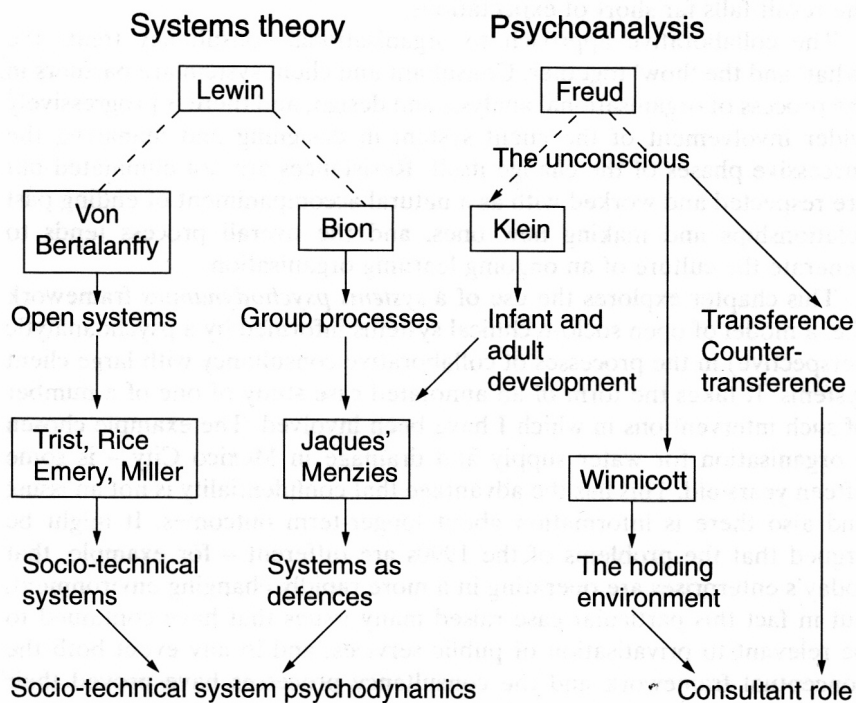 Systems theory
Psychoanalysis
Lewin
Freud
The unconscious
Von
Bertalanffy
Bion
Klein
Open systems
Group processes
Infant and
adult
development
Transference
Counter-
transference
Trist, Rice
Emery, Miller
Jaques'
Menzies
Winnicott
Socio-technical
systems
Systems as
defences
The holding
environment
Socio-technical system psychodynamics
Consultant role